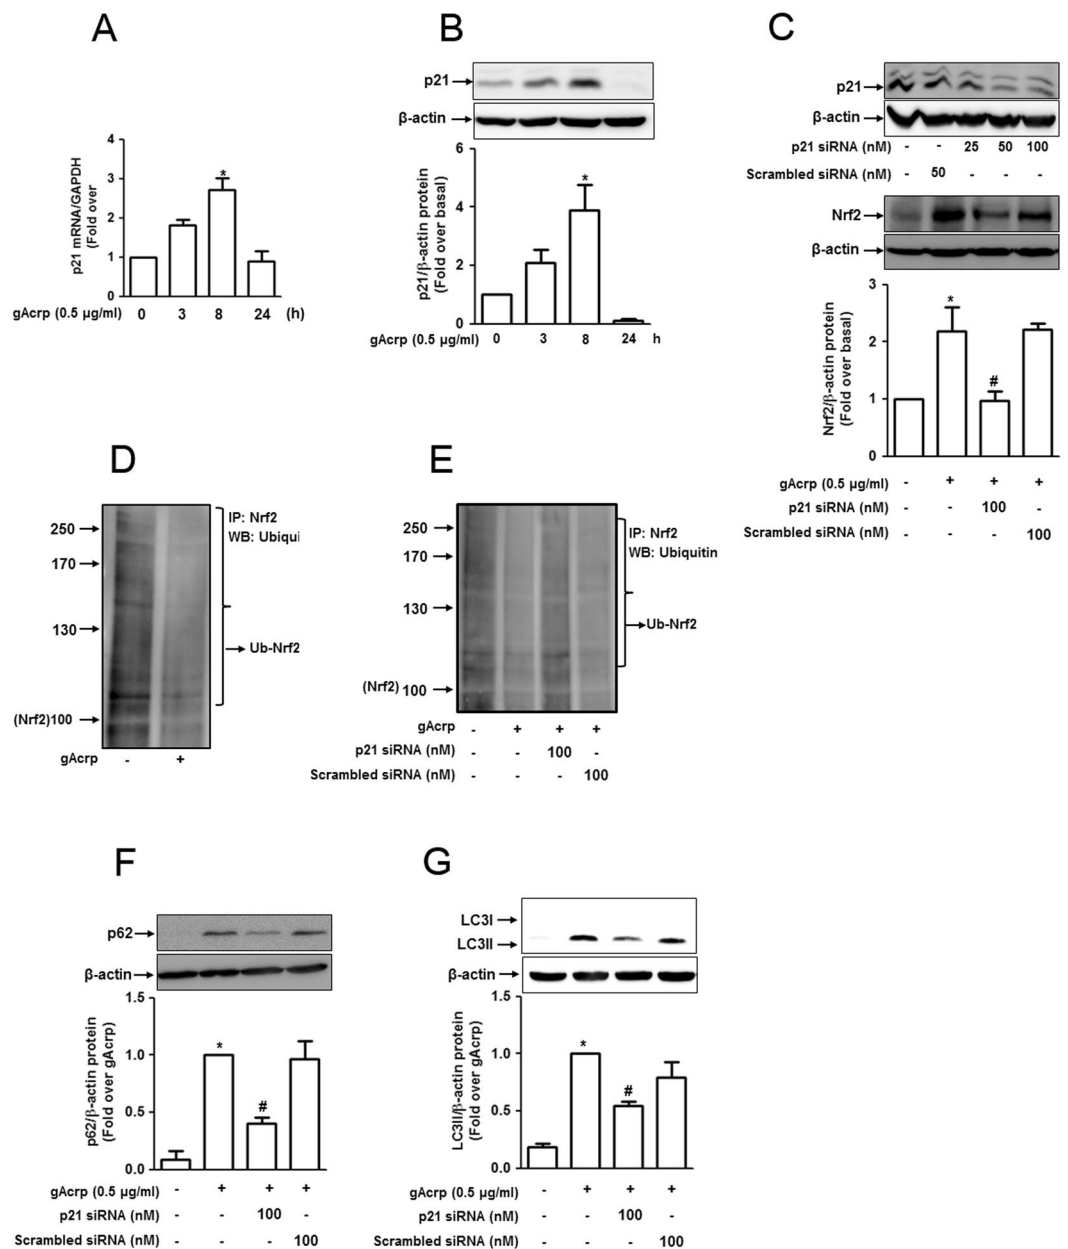 A
4
3
2
1
0
p21 mRNA/GAPDH
(Fold over
*
gAcrp (0.5 µg/ml) 0 3 8 24 (h)
B
p21
β-actin
6
4
2
0
p21/β-actin protein
(Fold over basal)
*
gAcrp (0.5 µg/ml) 0 3 8 24 h
C
p21
β-actin
p21 siRNA (nM) - - 25 50 100
Scrambled siRNA (nM) - 50 - - -
Nrf2
β-actin
3
2
1
0
Nrf2/β-actin protein
(Fold over basal)
*
#
gAcrp (0.5 µg/ml) - + + +
p21 siRNA (nM) - - 100 -
Scrambled siRNA (nM) - - - 100
D
250
170
130
(Nrf2)100
IP: Nrf2
WB: Ubiqui
Ub-Nrf2
gAcrp - +
E
250
170
130
(Nrf2) 100
IP: Nrf2
WB: Ubiquitin
Ub-Nrf2
gAcrp - + + +
p21 siRNA (nM) - - 100 -
Scrambled siRNA (nM) - - - 100
F
p62
β-actin
1.5
1.0
0.5
0.0
p62/β-actin protein
(Fold over gAcrp)
*
#
gAcrp (0.5 µg/ml) - + + +
p21 siRNA (nM) - - 100 -
Scrambled siRNA (nM) - - - 100
G
LC3I
LC3II
β-actin
1.5
1.0
0.5
0.0
LC3II/β-actin protein
(Fold over gAcrp)
*
#
gAcrp (0.5 µg/ml) - + + +
p21 siRNA (nM) - - 100 -
Scrambled siRNA (nM) - - - 100